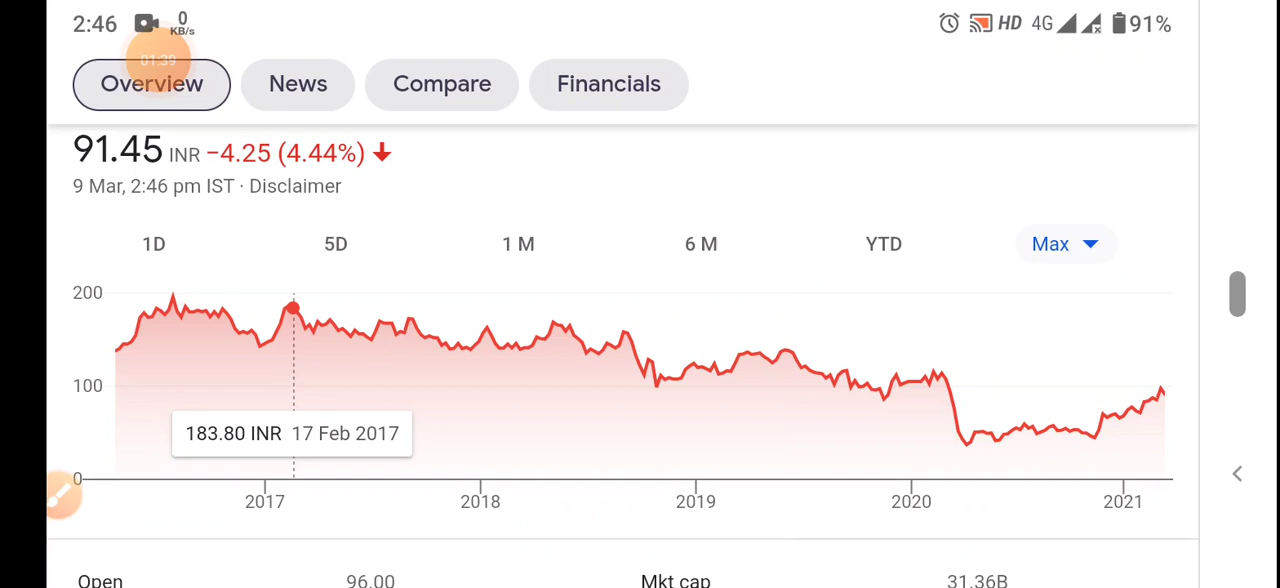 2:46 0 KB/s HD 4G 91%
01:39
Overview News Compare Financials
91.45 INR −4.25 (4.44%)
9 Mar, 2:46 pm IST · Disclaimer
1D 5D 1 M 6 M YTD Max
200
100
183.80 INR 17 Feb 2017
0
2017 2018 2019 2020 2021
Open 96.00 Mkt cap 31.36B